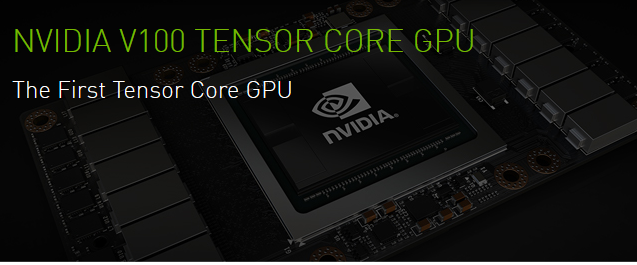 NVIDIA V100 TENSOR CORE GPU
The First Tensor Core GPU
NVIDIA.